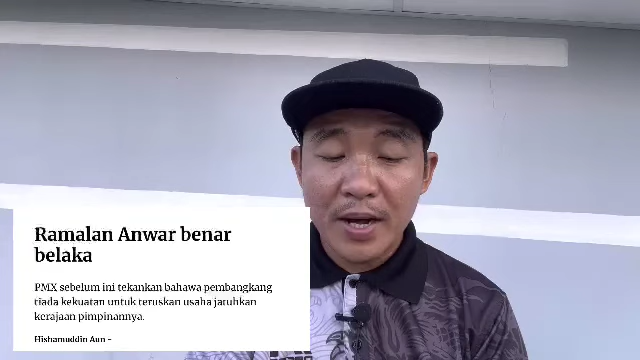 Ramalan Anwar benar
belaka
PMX sebelum ini tekankan bahawa pembangkang
tiada kekuatan untuk teruskan usaha jatuhkan
kerajaan pimpinannya.
Hishamuddin Aun -